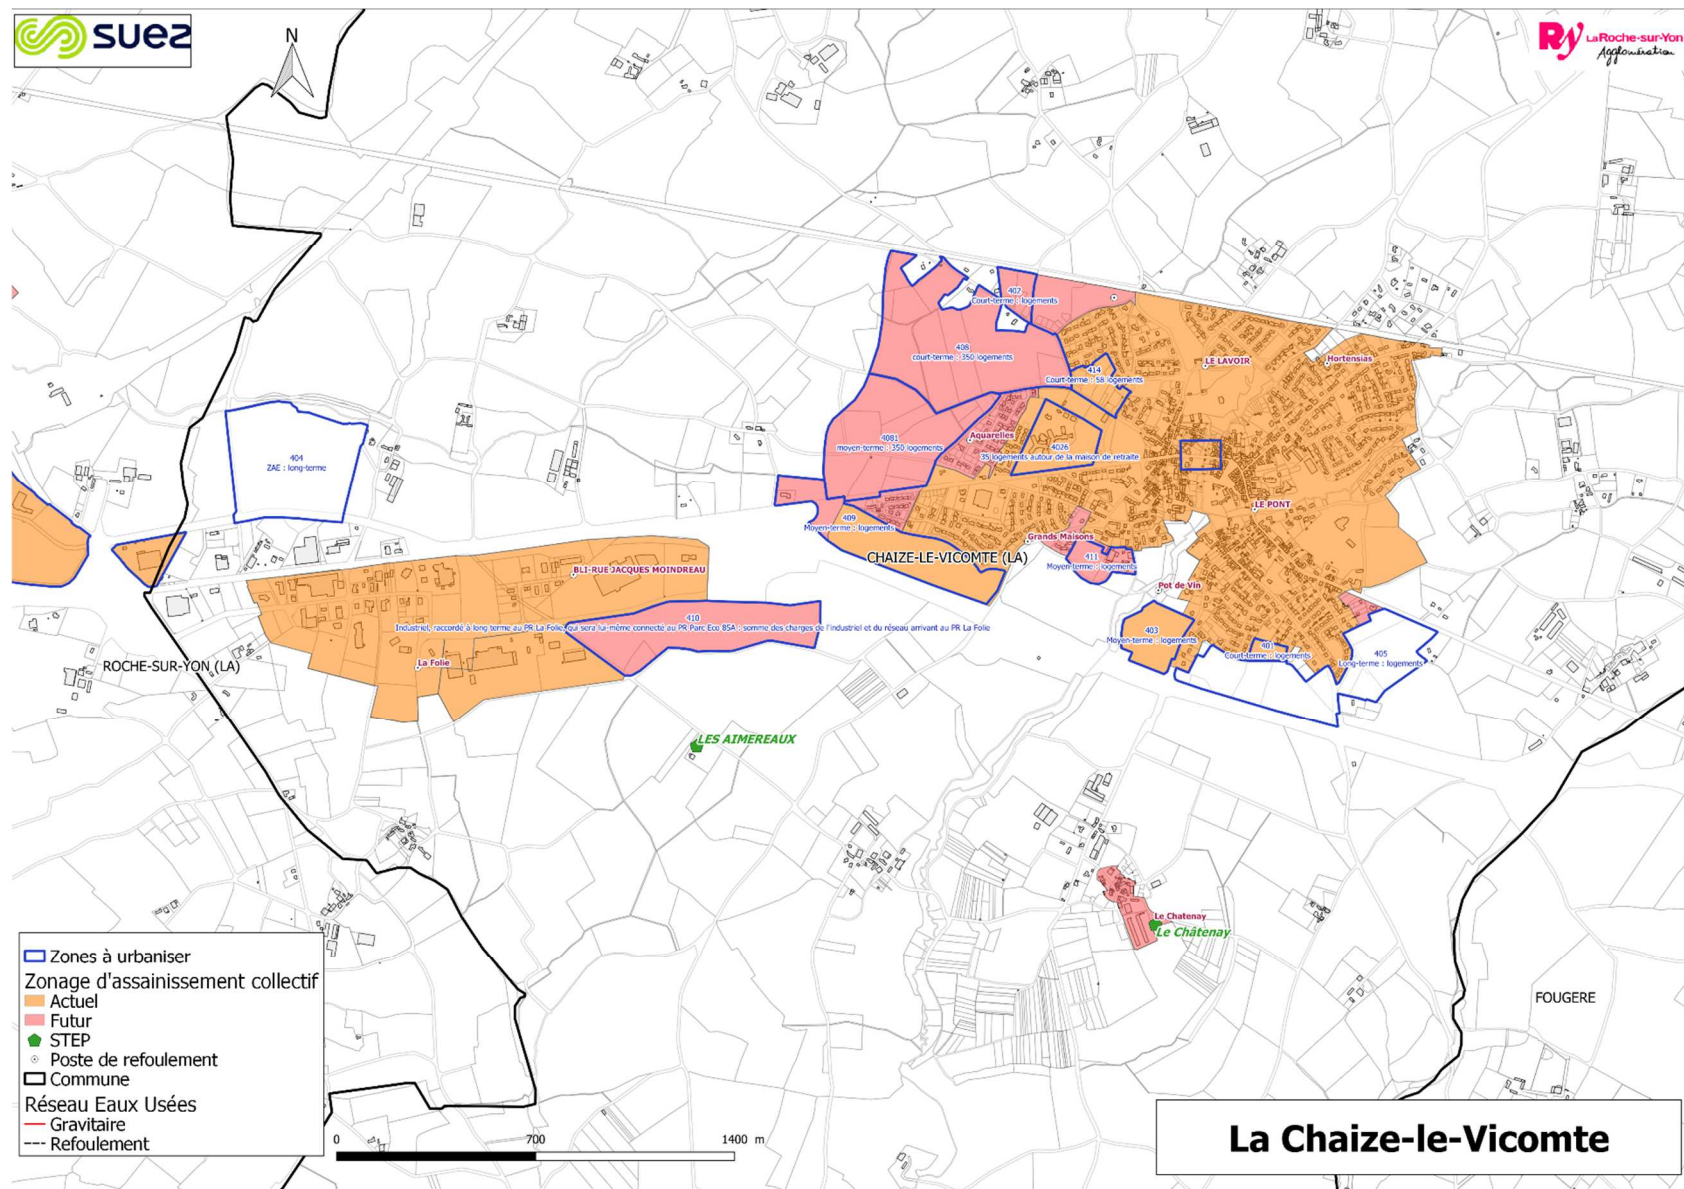 suez
N
Ry LaRoche-sur-Yon
Agglomération
402
Court-terme : logements
408
court-terme : 350 logements
LE LAVOIR
Hortensias
414
Court-terme : 58 logements
Aquarelles
4081
moyen-terme : 350 logements
4026
35 logements autour de la maison de retraite
404
ZAE : long-terme
LE PONT
409
Moyen-terme : logements
Grands Maisons
CHAIZE-LE-VICOMTE (LA)
411
Moyen-terme : logements
BLI-RUE JACQUES MOINDREAU
Pot de Vin
410
Industriel, raccordé à long terme au PR La Folie, qui sera lui-même connecté au PR Parc Eco 85A : somme des charges de l'industriel et du réseau arrivant au PR La Folie
403
Moyen-terme : logements
401
Court-terme : logements
405
Long-terme : logements
ROCHE-SUR-YON (LA)
La Folie
LES AIMEREAUX
Le Chatenay
Le Châtenay
FOUGERE
Zones à urbaniser
Zonage d'assainissement collectif
Actuel
Futur
STEP
Poste de refoulement
Commune
Réseau Eaux Usées
Gravitaire
Refoulement
0 700 1400 m
La Chaize-le-Vicomte